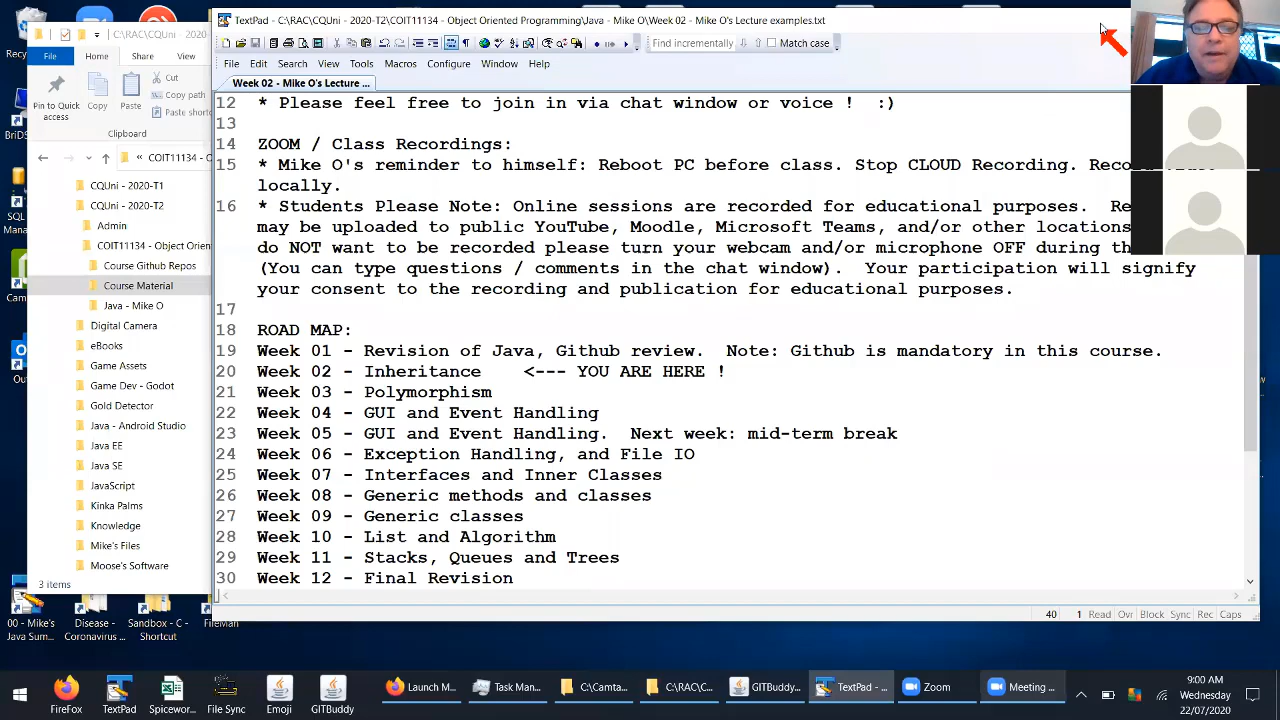 Recy
TextPad - C:\RAC\CQUni - 2020-T2\COIT11134 - Object Oriented Programming\Java - Mike O\Week 02 - Mike O's Lecture examples.txt
Find incrementally
Match case
File
Home
Share
View
File Edit Search View Tools Macros Configure Window Help
Week 02 - Mike O's Lecture ...
Pin to Quick access
Copy
Paste
Cut
Copy path
Paste shortc
Clipboard
« COIT11134 - O
CQUni - 2020-T1
CQUni - 2020-T2
Admin
COIT11134 - Object Orien
Course Github Repos
Course Material
Java - Mike O
Digital Camera
eBooks
Game Assets
Game Dev - Godot
Gold Detector
Java - Android Studio
Java EE
Java SE
JavaScript
Kinka Palms
Knowledge
Mike's Files
Moose's Software
3 items
BriDS
SQL
Man
Cam
Out
12 * Please feel free to join in via chat window or voice ! :)
13
14 ZOOM / Class Recordings:
15 * Mike O's reminder to himself: Reboot PC before class. Stop CLOUD Recording. Rec
locally.
16 * Students Please Note: Online sessions are recorded for educational purposes. Re
may be uploaded to public YouTube, Moodle, Microsoft Teams, and/or other locations
do NOT want to be recorded please turn your webcam and/or microphone OFF during th
(You can type questions / comments in the chat window). Your participation will signify
your consent to the recording and publication for educational purposes.
17
18 ROAD MAP:
19 Week 01 - Revision of Java, Github review. Note: Github is mandatory in this course.
20 Week 02 - Inheritance <--- YOU ARE HERE !
21 Week 03 - Polymorphism
22 Week 04 - GUI and Event Handling
23 Week 05 - GUI and Event Handling. Next week: mid-term break
24 Week 06 - Exception Handling, and File IO
25 Week 07 - Interfaces and Inner Classes
26 Week 08 - Generic methods and classes
27 Week 09 - Generic classes
28 Week 10 - List and Algorithm
29 Week 11 - Stacks, Queues and Trees
30 Week 12 - Final Revision
40 1 Read Ovr Block Sync Rec Caps
00 - Mike's Java Sum...
Disease - Coronavirus ...
Sandbox - C - Shortcut
FireMan
FireFox
TextPad
Spicewor...
File Sync
Emoji
GITBuddy
Launch M...
Task Man...
C:\Camta...
C:\RAC\C...
GITBuddy...
TextPad - ...
Zoom
Meeting ...
9:00 AM
Wednesday
22/07/2020